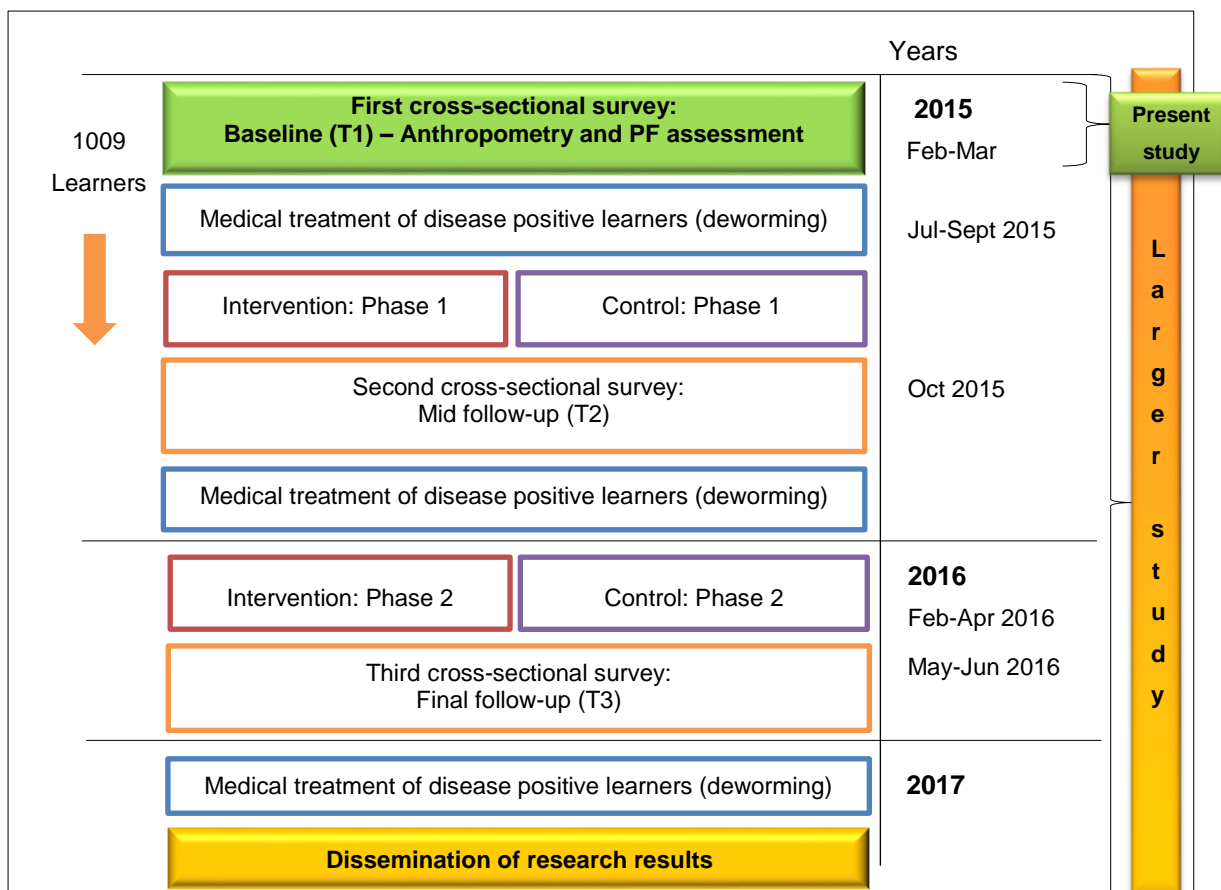 Years
First cross-sectional survey:
Baseline (T1) – Anthropometry and PF assessment
2015
Feb-Mar
Present
study
1009
Learners
Medical treatment of disease positive learners (deworming)
Jul-Sept 2015
Intervention: Phase 1
Control: Phase 1
Second cross-sectional survey:
Mid follow-up (T2)
Oct 2015
Medical treatment of disease positive learners (deworming)
Intervention: Phase 2
Control: Phase 2
2016
Feb-Apr 2016
Third cross-sectional survey:
Final follow-up (T3)
May-Jun 2016
Medical treatment of disease positive learners (deworming)
2017
Dissemination of research results
Larger study